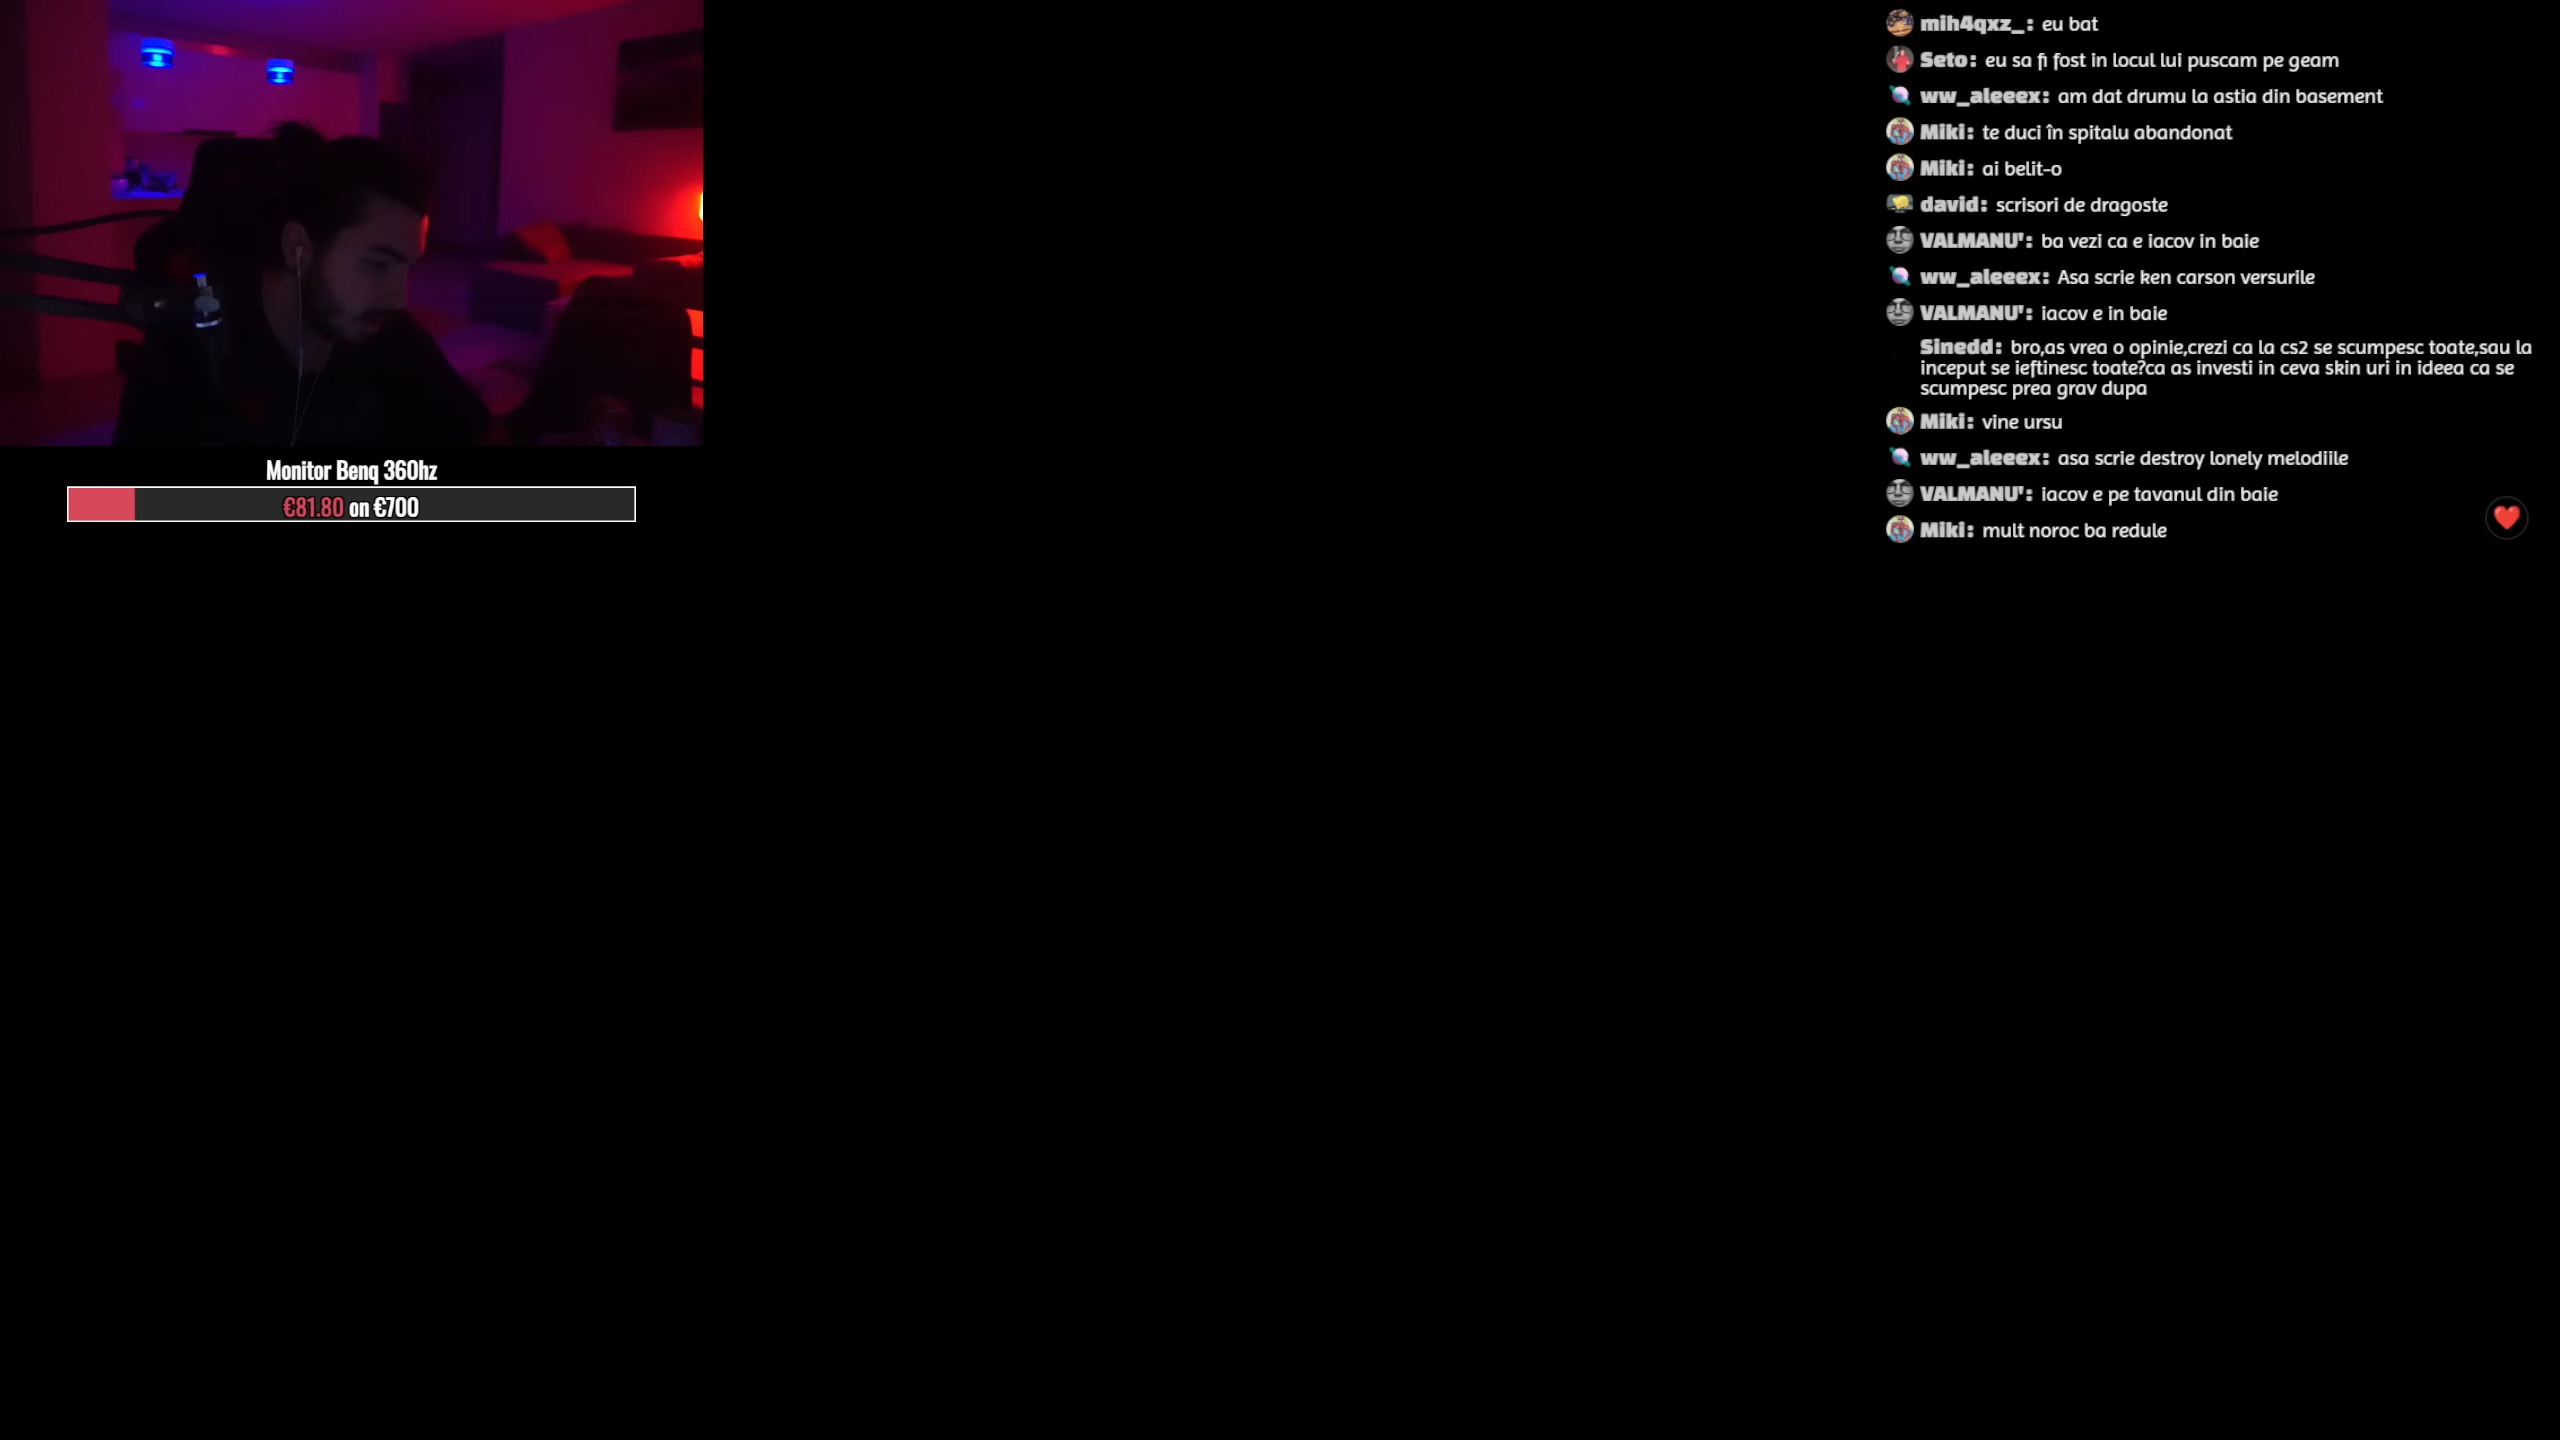 Monitor Benq 360hz
€81.80 on €700
mih4qxz_: eu bat
Seto: eu sa fi fost in locul lui puscam pe geam
ww_aleeex: am dat drumu la astia din basement
Miki: te duci în spitalu abandonat
Miki: ai belit-o
david: scrisori de dragoste
VALMANU': ba vezi ca e iacov in baie
ww_aleeex: Asa scrie ken carson versurile
VALMANU': iacov e in baie
Sinedd: bro,as vrea o opinie,crezi ca la cs2 se scumpesc toate,sau la
inceput se ieftinesc toate?ca as investi in ceva skin uri in ideea ca se
scumpesc prea grav dupa
Miki: vine ursu
ww_aleeex: asa scrie destroy lonely melodiile
VALMANU': iacov e pe tavanul din baie
Miki: mult noroc ba redule